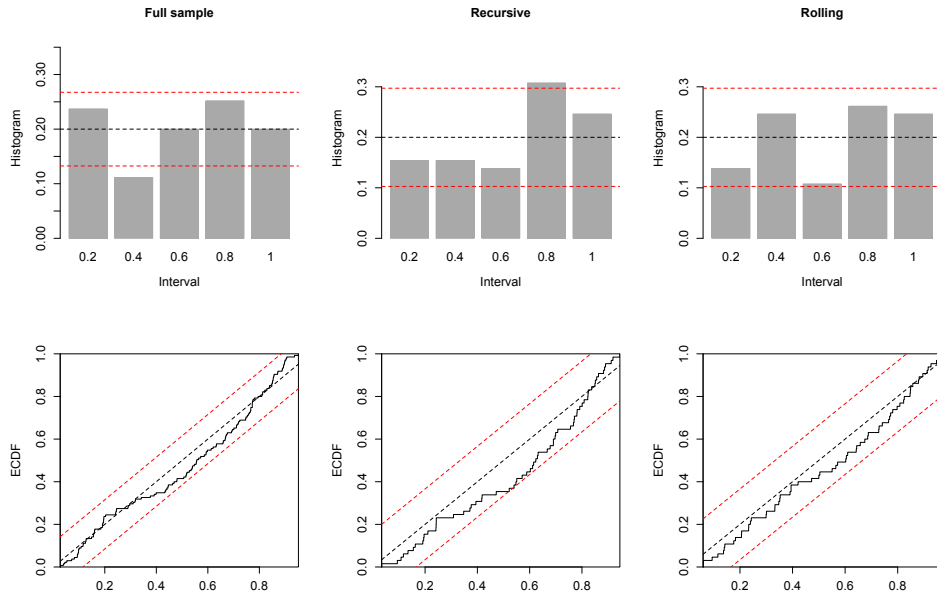 Full sample
Recursive
Rolling
Histogram
0.00 0.10 0.20 0.30
0.2 0.4 0.6 0.8 1
Interval
Histogram
0.0 0.1 0.2 0.3
0.2 0.4 0.6 0.8 1
Interval
Histogram
0.0 0.1 0.2 0.3
0.2 0.4 0.6 0.8 1
Interval
ECDF
0.0 0.2 0.4 0.6 0.8 1.0
0.2 0.4 0.6 0.8
ECDF
0.0 0.2 0.4 0.6 0.8 1.0
0.2 0.4 0.6 0.8
ECDF
0.0 0.2 0.4 0.6 0.8 1.0
0.2 0.4 0.6 0.8